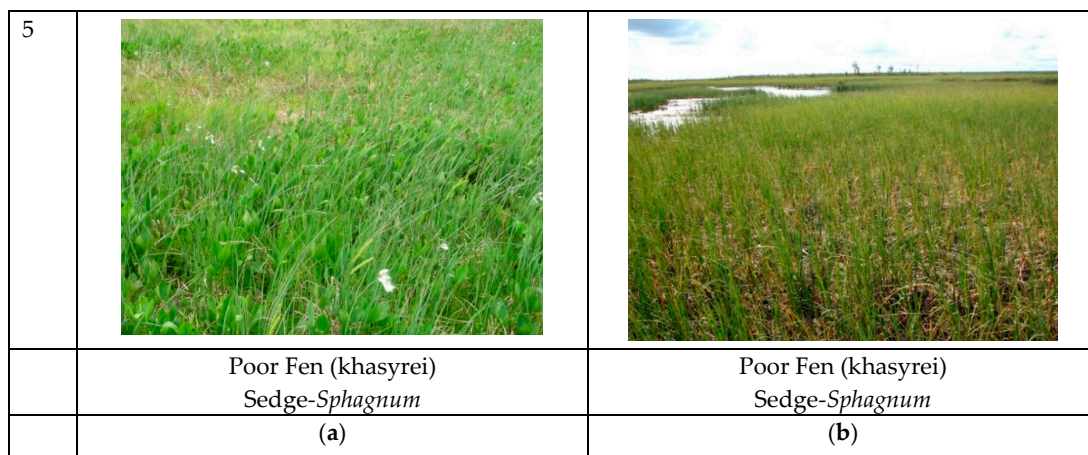 5
Poor Fen (khasyrei)
Sedge-Sphagnum
Poor Fen (khasyrei)
Sedge-Sphagnum
(a)
(b)